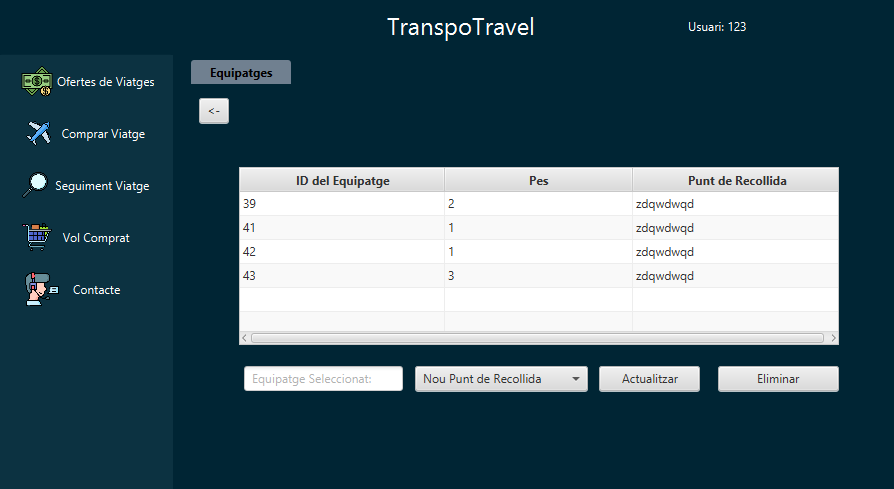 TranspoTravel
Usuari: 123
Ofertes de Viatges
Comprar Viatge
Seguiment Viatge
Vol Comprat
Contacte
Equipatges
<-
ID del Equipatge Pes Punt de Recollida
39 2 zdqwdwqd
41 1 zdqwdwqd
42 1 zdqwdwqd
43 3 zdqwdwqd
Equipatge Seleccionat: Nou Punt de Recollida Actualitzar Eliminar